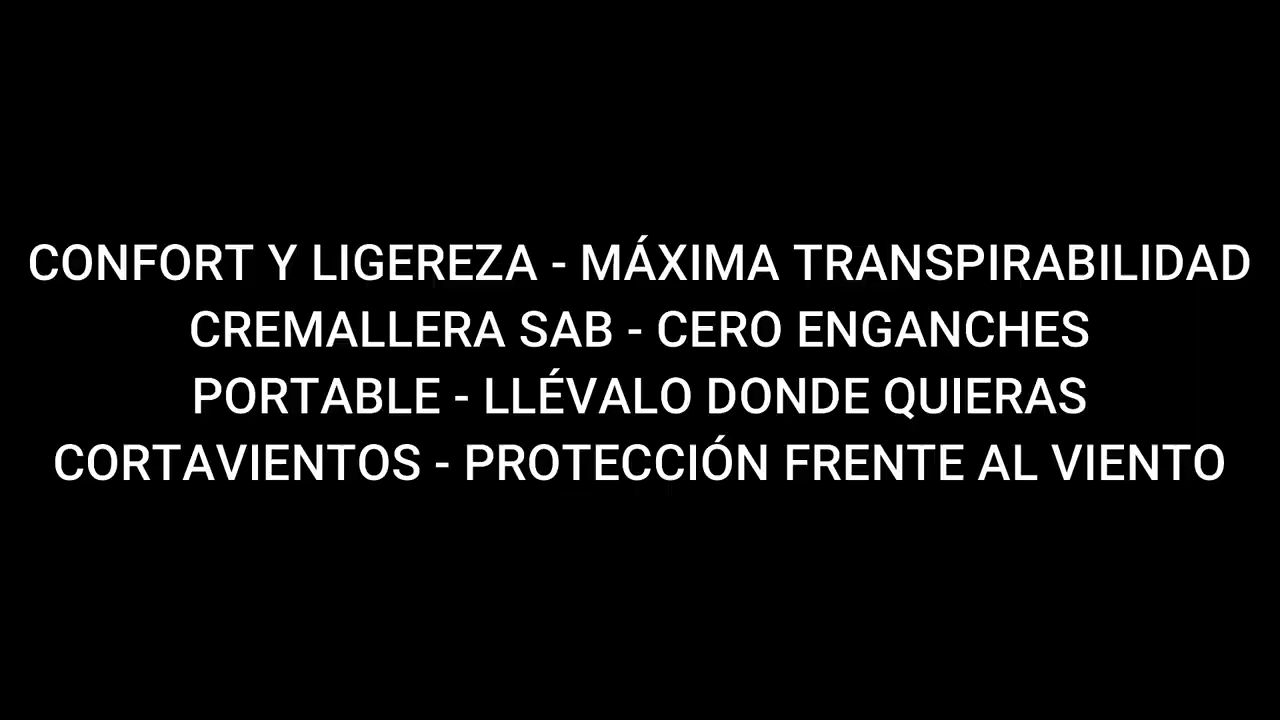 CONFORT Y LIGEREZA - MÁXIMA TRANSPIRABILIDAD
CREMALLERA SAB - CERO ENGANCHES
PORTABLE - LLÉVALO DONDE QUIERAS
CORTAVIENTOS - PROTECCIÓN FRENTE AL VIENTO